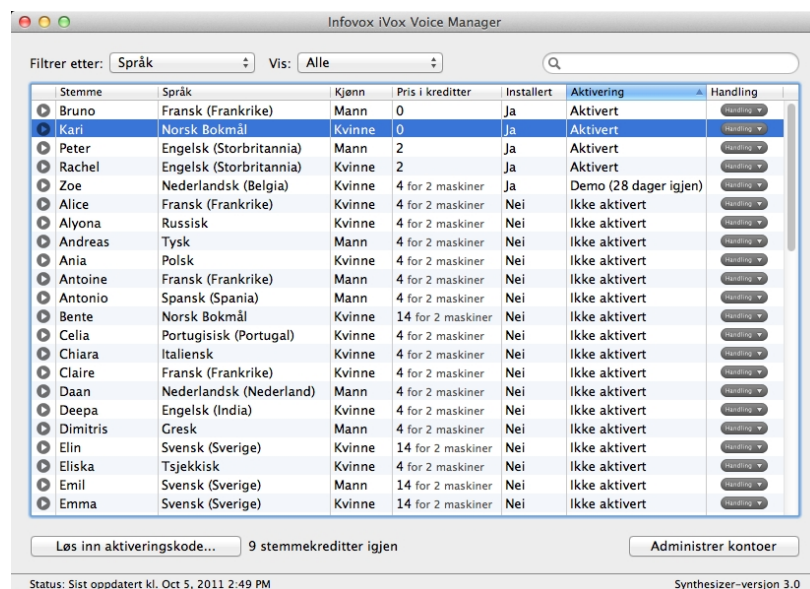 Infovox iVox Voice Manager
Filtrer etter: Språk Vis: Alle
Stemme Språk Kjønn Pris i kreditter Installert Aktivering Handling
Bruno Fransk (Frankrike) Mann 0 Ja Aktivert Handling
Kari Norsk Bokmål Kvinne 0 Ja Aktivert Handling
Peter Engelsk (Storbritannia) Mann 2 Ja Aktivert Handling
Rachel Engelsk (Storbritannia) Kvinne 2 Ja Aktivert Handling
Zoe Nederlandsk (Belgia) Kvinne 4 for 2 maskiner Ja Demo (28 dager igjen) Handling
Alice Fransk (Frankrike) Kvinne 4 for 2 maskiner Nei Ikke aktivert Handling
Alyona Russisk Kvinne 4 for 2 maskiner Nei Ikke aktivert Handling
Andreas Tysk Mann 4 for 2 maskiner Nei Ikke aktivert Handling
Ania Polsk Kvinne 4 for 2 maskiner Nei Ikke aktivert Handling
Antoine Fransk (Frankrike) Mann 4 for 2 maskiner Nei Ikke aktivert Handling
Antonio Spansk (Spania) Mann 4 for 2 maskiner Nei Ikke aktivert Handling
Bente Norsk Bokmål Kvinne 14 for 2 maskiner Nei Ikke aktivert Handling
Celia Portugisisk (Portugal) Kvinne 4 for 2 maskiner Nei Ikke aktivert Handling
Chiara Italiensk Kvinne 4 for 2 maskiner Nei Ikke aktivert Handling
Claire Fransk (Frankrike) Kvinne 4 for 2 maskiner Nei Ikke aktivert Handling
Daan Nederlandsk (Nederland) Mann 4 for 2 maskiner Nei Ikke aktivert Handling
Deepa Engelsk (India) Kvinne 4 for 2 maskiner Nei Ikke aktivert Handling
Dimitris Gresk Mann 4 for 2 maskiner Nei Ikke aktivert Handling
Elin Svensk (Sverige) Kvinne 14 for 2 maskiner Nei Ikke aktivert Handling
Eliska Tsjekkisk Kvinne 4 for 2 maskiner Nei Ikke aktivert Handling
Emil Svensk (Sverige) Mann 14 for 2 maskiner Nei Ikke aktivert Handling
Emma Svensk (Sverige) Kvinne 14 for 2 maskiner Nei Ikke aktivert Handling
Løs inn aktiveringskode... 9 stemmekreditter igjen Administrer kontoer
Status: Sist oppdatert kl. Oct 5, 2011 2:49 PM Synthesizer-versjon 3.0